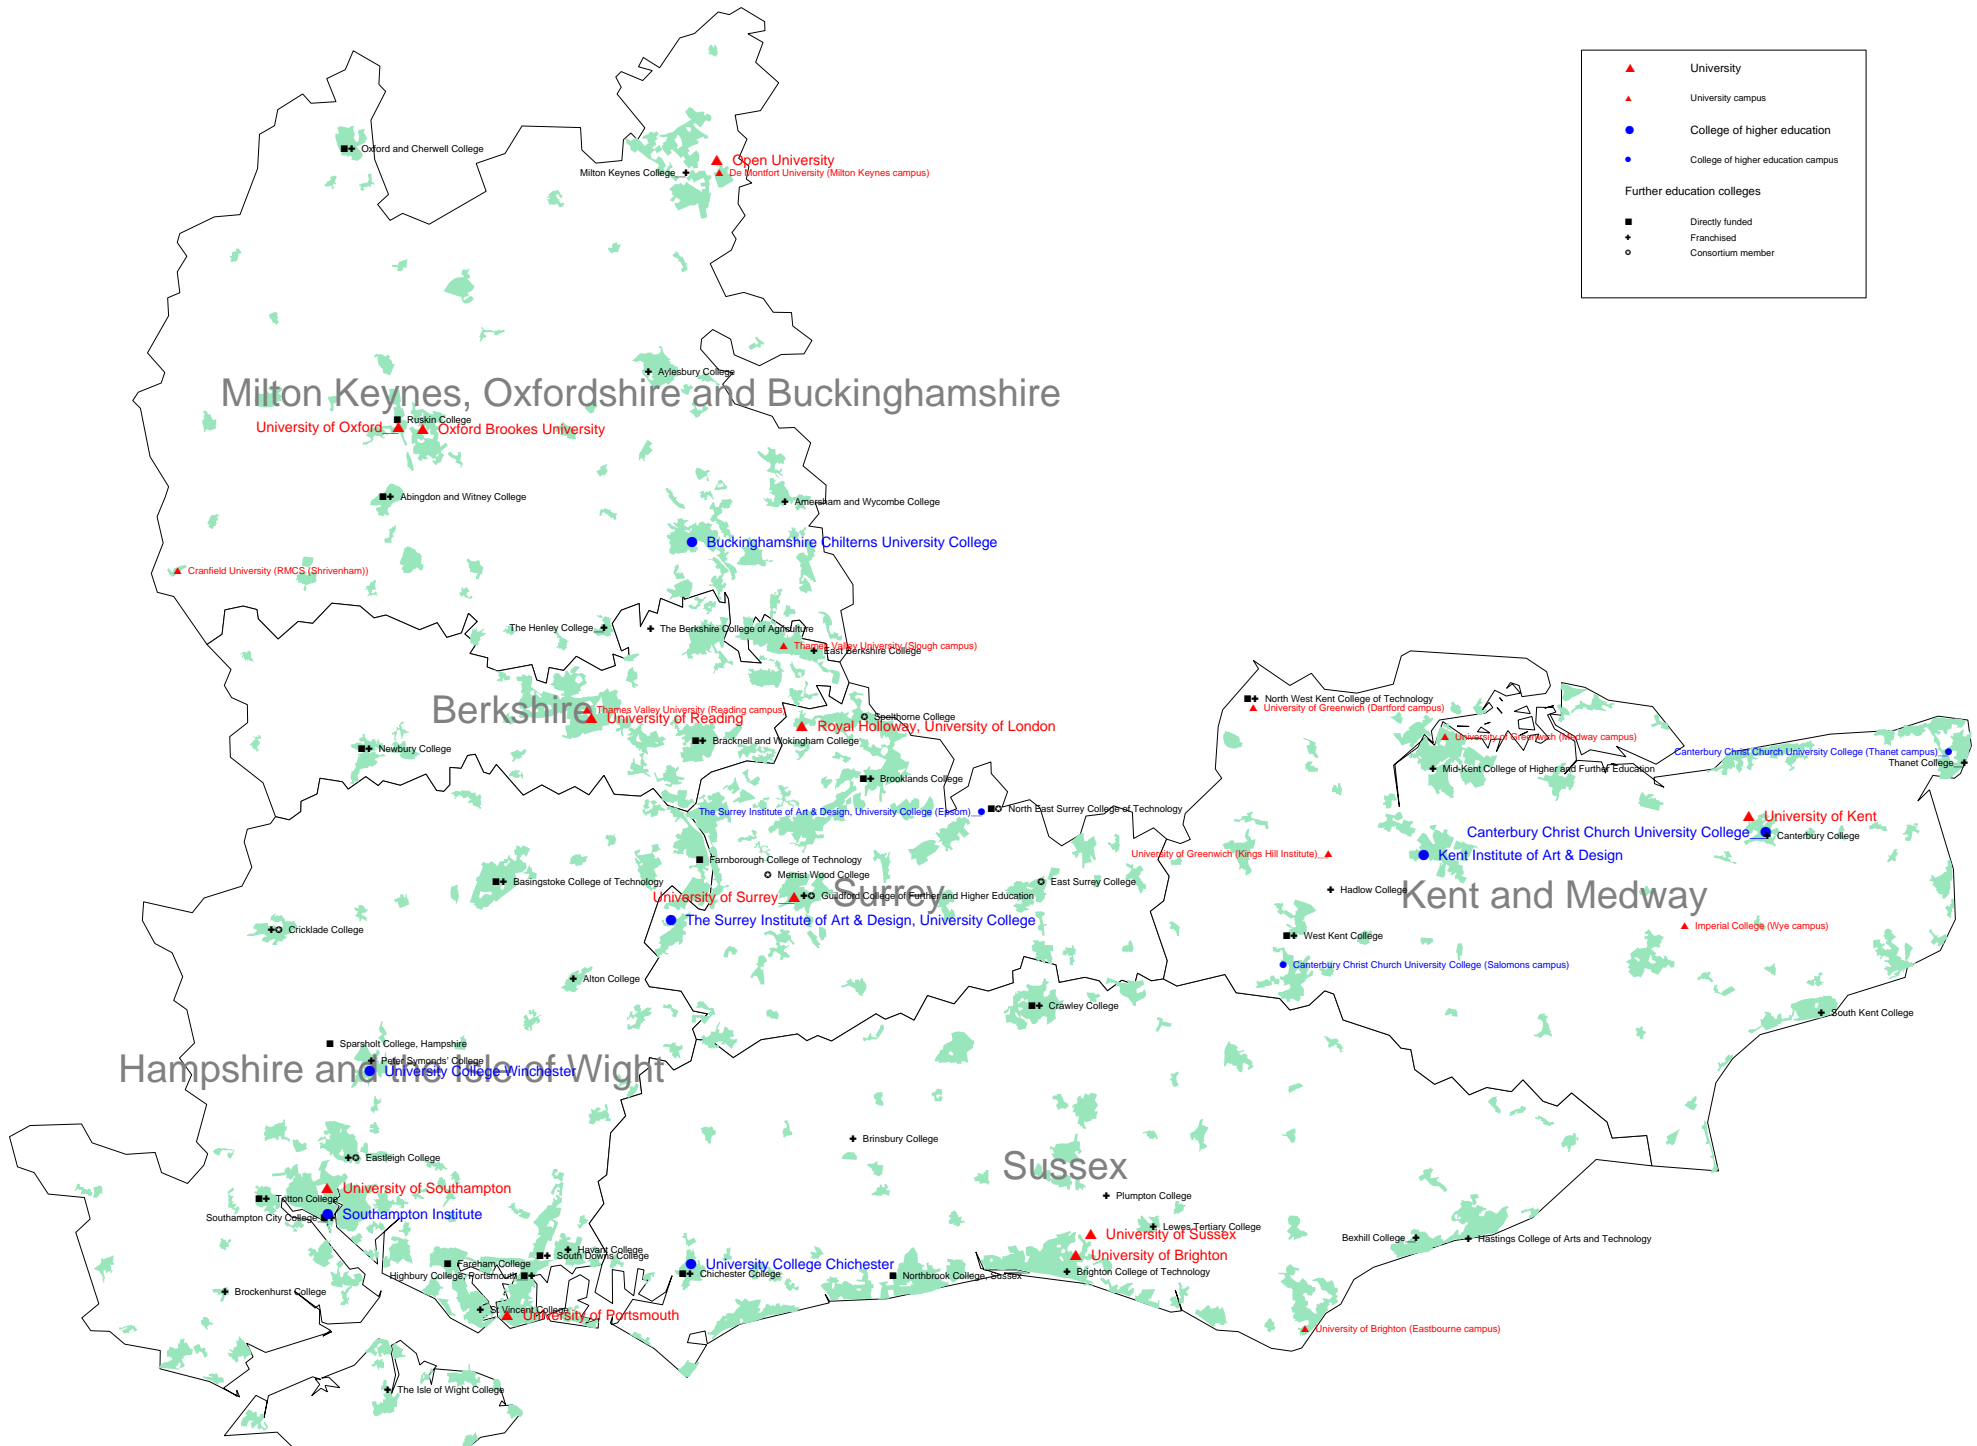 University
University campus
College of higher education
College of higher education campus
Further education colleges
Directly funded
Franchised
Consortium member
Oxford and Cherwell College
Open University
Milton Keynes College
De Montfort University (Milton Keynes campus)
Aylesbury College
Milton Keynes, Oxfordshire and Buckinghamshire
Ruskin College
University of Oxford
Oxford Brookes University
Abingdon and Witney College
Amersham and Wycombe College
Buckinghamshire Chilterns University College
Cranfield University (RMCS (Shrivenham))
The Henley College
The Berkshire College of Agriculture
Thames Valley University (Slough campus)
East Berkshire College
Berkshire
Thames Valley University (Reading campus)
University of Reading
Spelthorne College
Royal Holloway, University of London
Newbury College
Bracknell and Wokingham College
Brooklands College
North West Kent College of Technology
University of Greenwich (Dartford campus)
University of Greenwich (Medway campus)
Mid-Kent College of Higher and Further Education
Canterbury Christ Church University College (Thanet campus)
Thanet College
The Surrey Institute of Art & Design, University College (Epsom)
North East Surrey College of Technology
University of Kent
Canterbury Christ Church University College
Canterbury College
University of Greenwich (Kings Hill Institute)
Kent Institute of Art & Design
Farnborough College of Technology
Merrist Wood College
Basingstoke College of Technology
East Surrey College
Hadlow College
Surrey
Kent and Medway
University of Surrey
Guildford College of Further and Higher Education
The Surrey Institute of Art & Design, University College
Cricklade College
West Kent College
Imperial College (Wye campus)
Canterbury Christ Church University College (Salomons campus)
Alton College
Crawley College
South Kent College
Sparsholt College, Hampshire
Peter Symonds' College
Hampshire and the Isle of Wight
University College Winchester
Brinsbury College
Eastleigh College
Sussex
University of Southampton
Totton College
Plumpton College
Southampton City College
Southampton Institute
Lewes Tertiary College
University of Sussex
Bexhill College
Hastings College of Arts and Technology
Havant College
South Downs College
University of Brighton
Fareham College
University College Chichester
Highbury College, Portsmouth
Chichester College
Northbrook College, Sussex
Brighton College of Technology
Brockenhurst College
St Vincent College
University of Portsmouth
University of Brighton (Eastbourne campus)
The Isle of Wight College